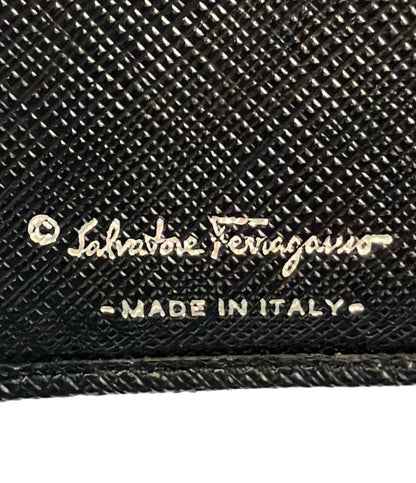 © Salvatore Ferragamo
-MADE IN ITALY-